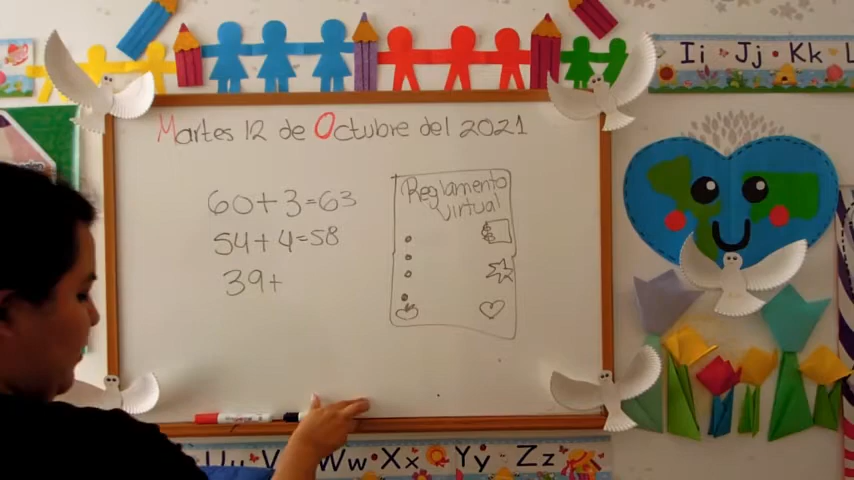 Ii Jj Kk L
Martes 12 de Octubre del 2021
60+3=63
54+4=58
39+
Reglamento
Virtual
Uu V Ww Xx Yy Zz